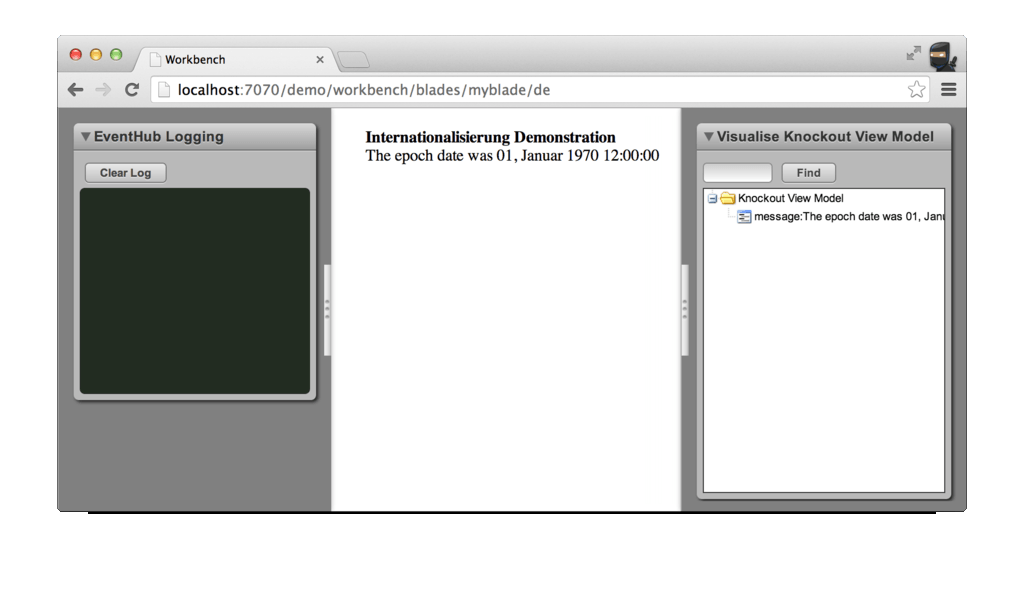 Workbench
localhost:7070/demo/workbench/blades/myblade/de
EventHub Logging
Clear Log
Internationalisierung Demonstration
The epoch date was 01, Januar 1970 12:00:00
Visualise Knockout View Model
Find
Knockout View Model
message:The epoch date was 01, Janu